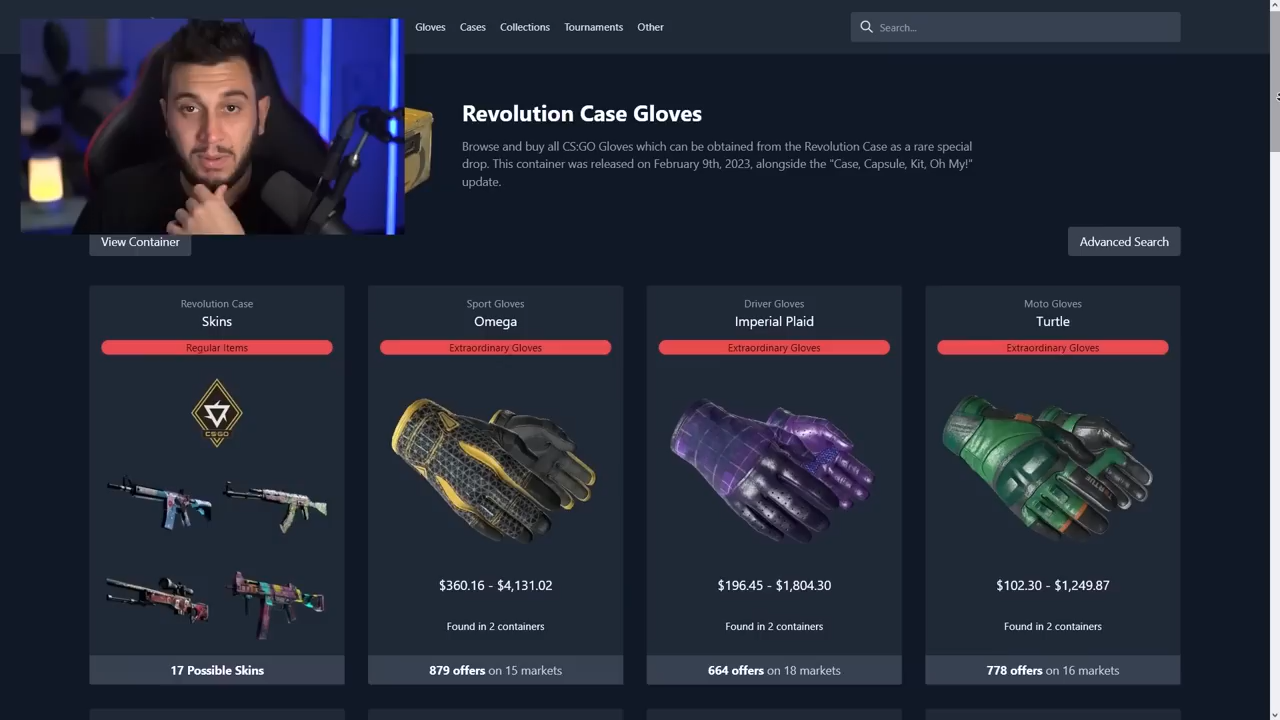 Gloves Cases Collections Tournaments Other Search...
Revolution Case Gloves
Browse and buy all CS:GO Gloves which can be obtained from the Revolution Case as a rare special
drop. This container was released on February 9th, 2023, alongside the "Case, Capsule, Kit, Oh My!"
update.
View Container
Advanced Search
Revolution Case
Skins
Regular Items
CS:GO
17 Possible Skins
Sport Gloves
Omega
Extraordinary Gloves
$360.16 - $4,131.02
Found in 2 containers
879 offers on 15 markets
Driver Gloves
Imperial Plaid
Extraordinary Gloves
$196.45 - $1,804.30
Found in 2 containers
664 offers on 18 markets
Moto Gloves
Turtle
Extraordinary Gloves
$102.30 - $1,249.87
Found in 2 containers
778 offers on 16 markets